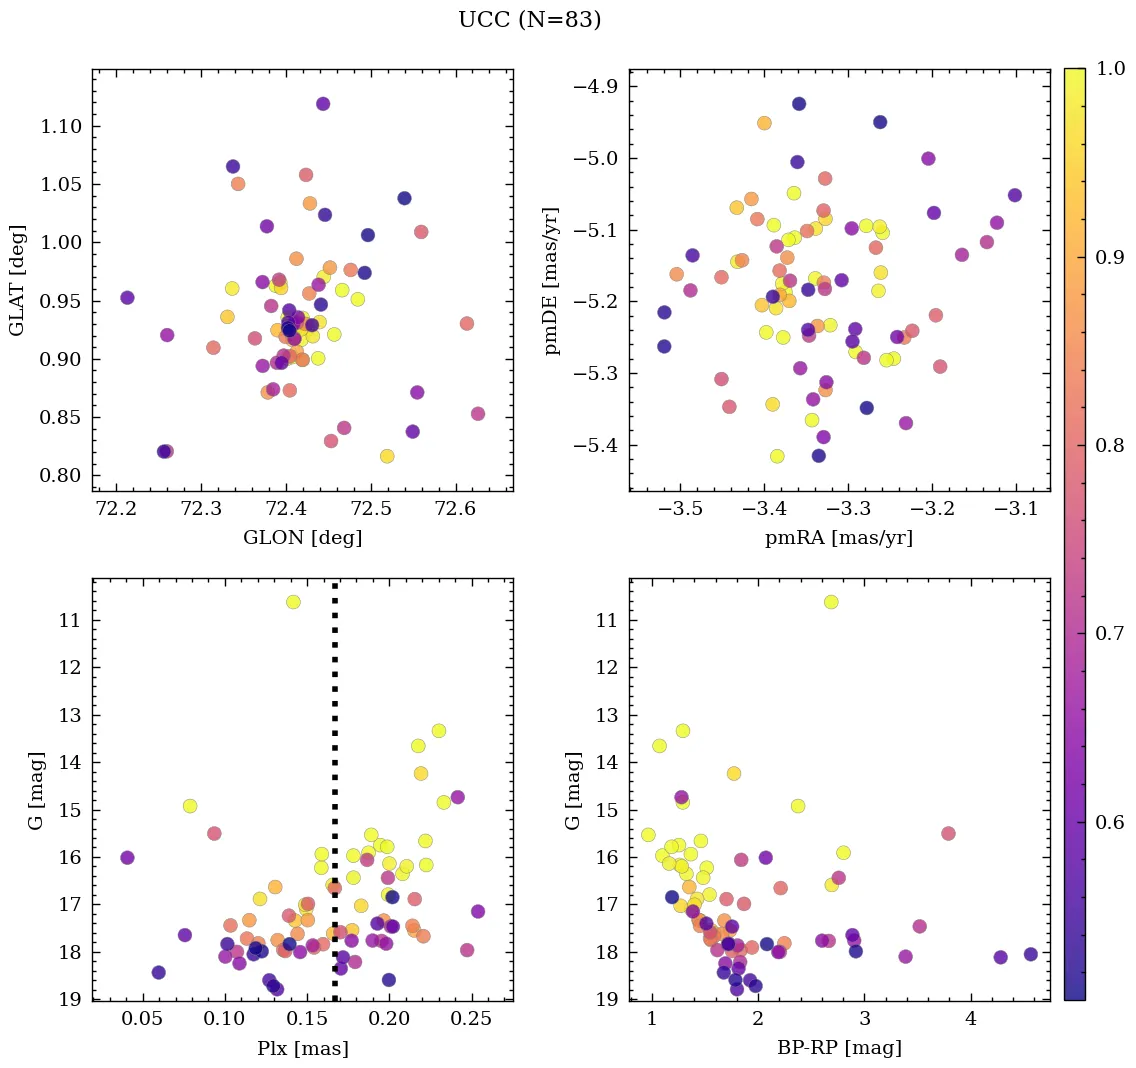 UCC (N=83)
1.10
1.05
1.00
0.95
0.90
0.85
0.80
GLAT [deg]
72.2 72.3 72.4 72.5 72.6
GLON [deg]
−4.9
−5.0
−5.1
−5.2
−5.3
−5.4
pmDE [mas/yr]
−3.5 −3.4 −3.3 −3.2 −3.1
pmRA [mas/yr]
1.0
0.9
0.8
0.7
0.6
11
12
13
14
15
16
17
18
19
G [mag]
0.05 0.10 0.15 0.20 0.25
Plx [mas]
11
12
13
14
15
16
17
18
19
G [mag]
1 2 3 4
BP-RP [mag]